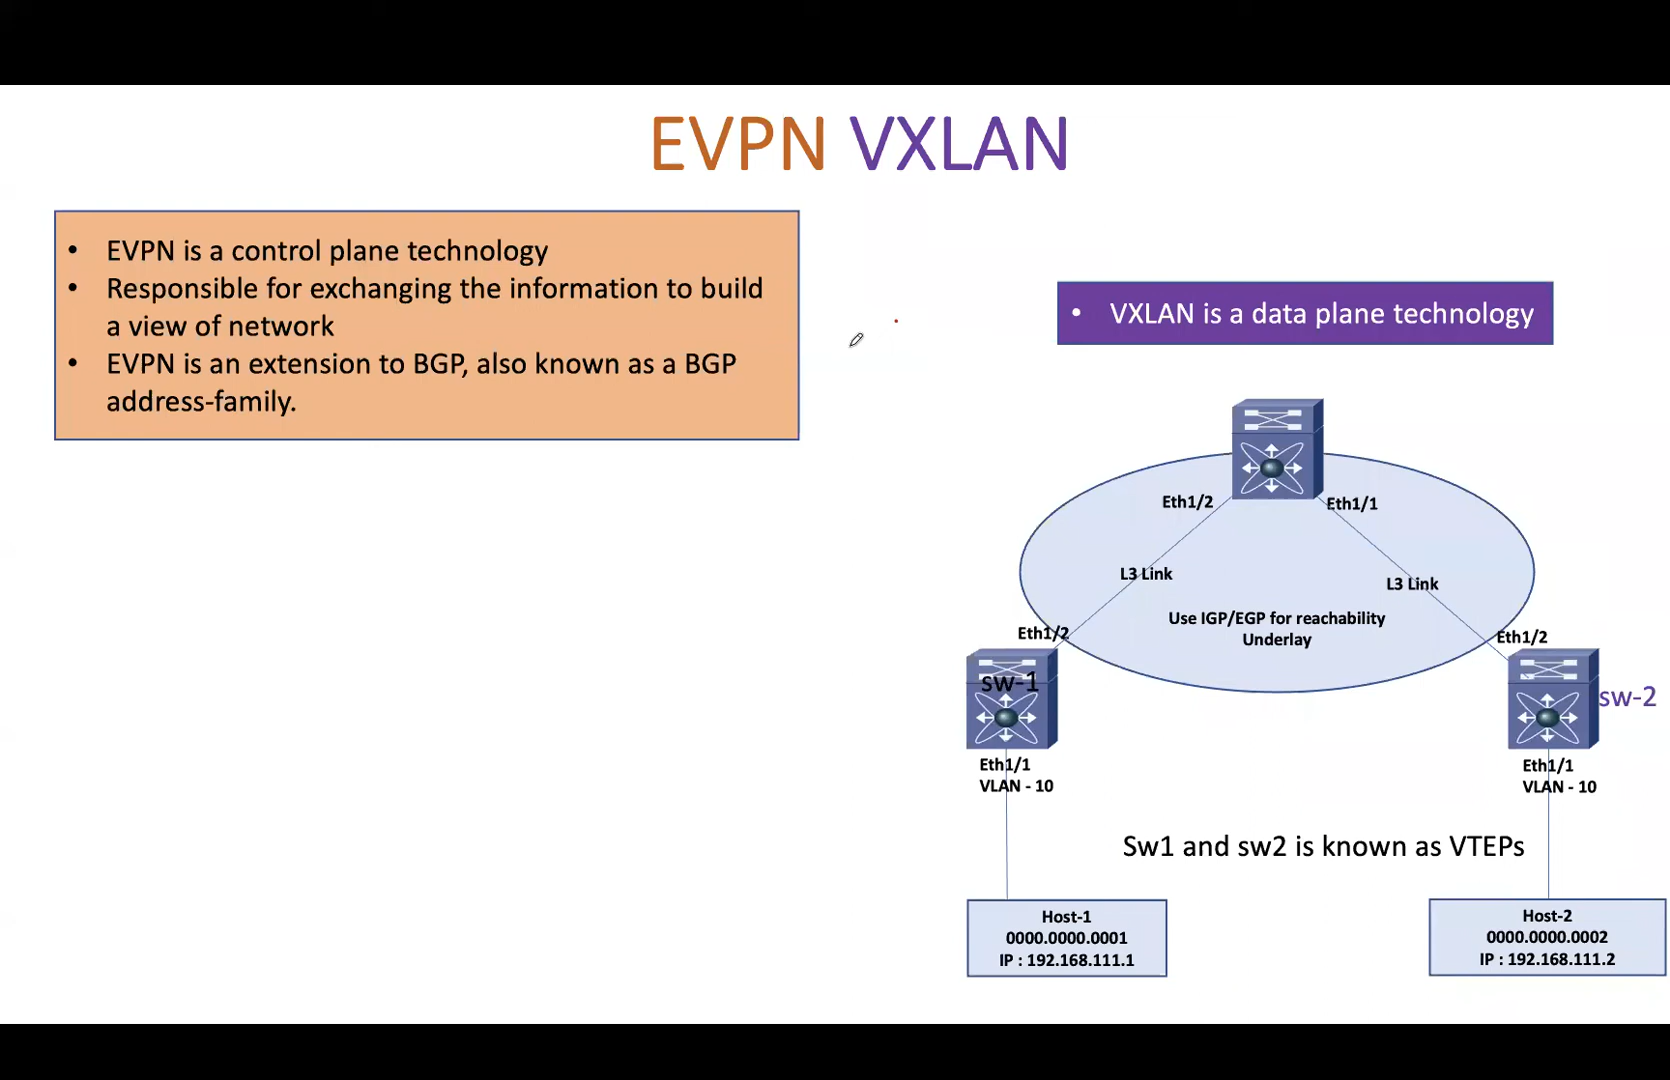 EVPN VXLAN
• EVPN is a control plane technology
• Responsible for exchanging the information to build
a view of network
• EVPN is an extension to BGP, also known as a BGP
address-family.
• VXLAN is a data plane technology
Eth1/2
Eth1/1
L3 Link
L3 Link
Use IGP/EGP for reachability
Underlay
Eth1/2
Eth1/2
sw-1
sw-2
Eth1/1
VLAN - 10
Eth1/1
VLAN - 10
Sw1 and sw2 is known as VTEPs
Host-1
0000.0000.0001
IP : 192.168.111.1
Host-2
0000.0000.0002
IP : 192.168.111.2